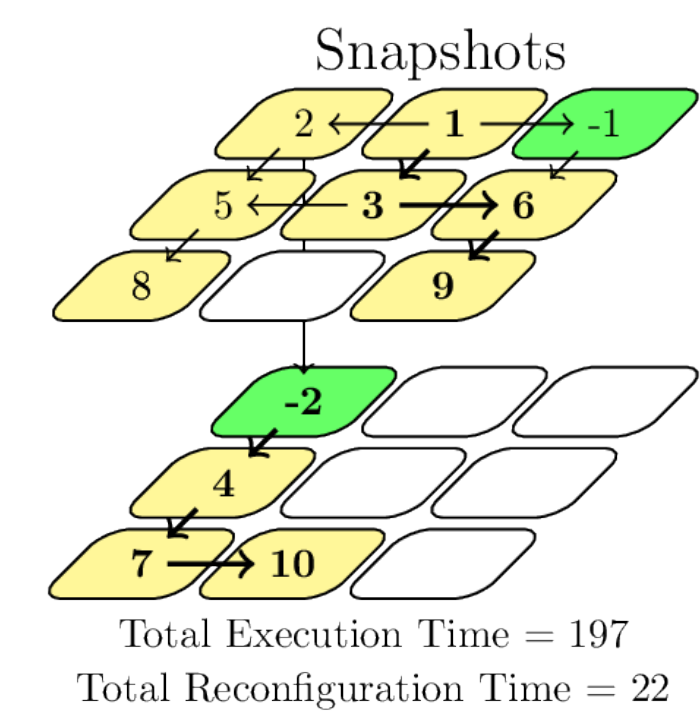 Snapshots
2 1 -1
5 3 6
8 9
-2
4
7 10
Total Execution Time = 197
Total Reconfiguration Time = 22